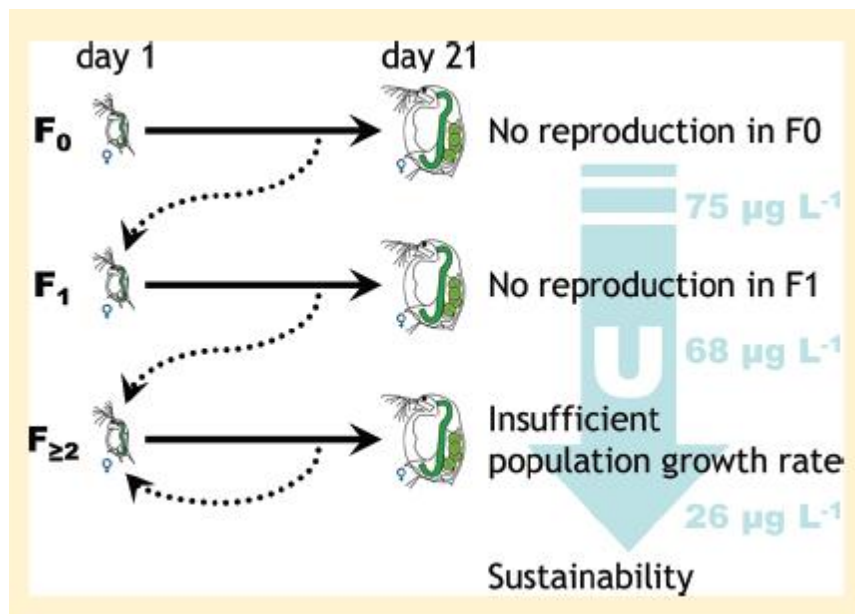 day 1
day 21
F₀
♀
♀
No reproduction in F0
75 µg L⁻¹
F₁
♀
♀
No reproduction in F1
U
68 µg L⁻¹
F≥₂
♀
♀
Insufficient
population growth rate
26 µg L⁻¹
Sustainability